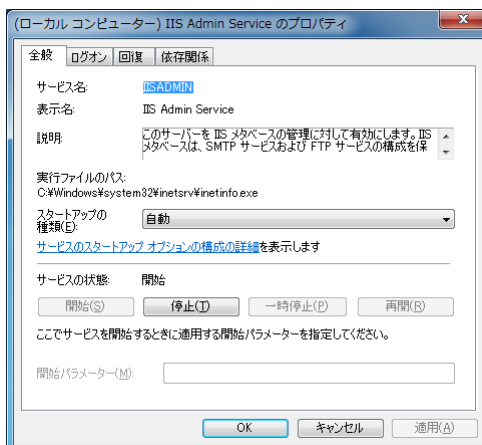 (ローカル コンピューター) IIS Admin Service のプロパティ
全般 ログオン 回復 依存関係
サービス名: IISADMIN
表示名: IIS Admin Service
説明: このサーバーを IIS メタベースの管理に対して有効にします。IIS
メタベースは、SMTP サービスおよび FTP サービスの構成を保
実行ファイルのパス:
C:¥Windows¥system32¥inetsrv¥inetinfo.exe
スタートアップの
種類(E): 自動
サービスのスタートアップ オプションの構成の詳細を表示します
サービスの状態: 開始
開始(S) 停止(T) 一時停止(P) 再開(R)
ここでサービスを開始するときに適用する開始パラメーターを指定してください。
開始パラメーター(M):
OK キャンセル 適用(A)